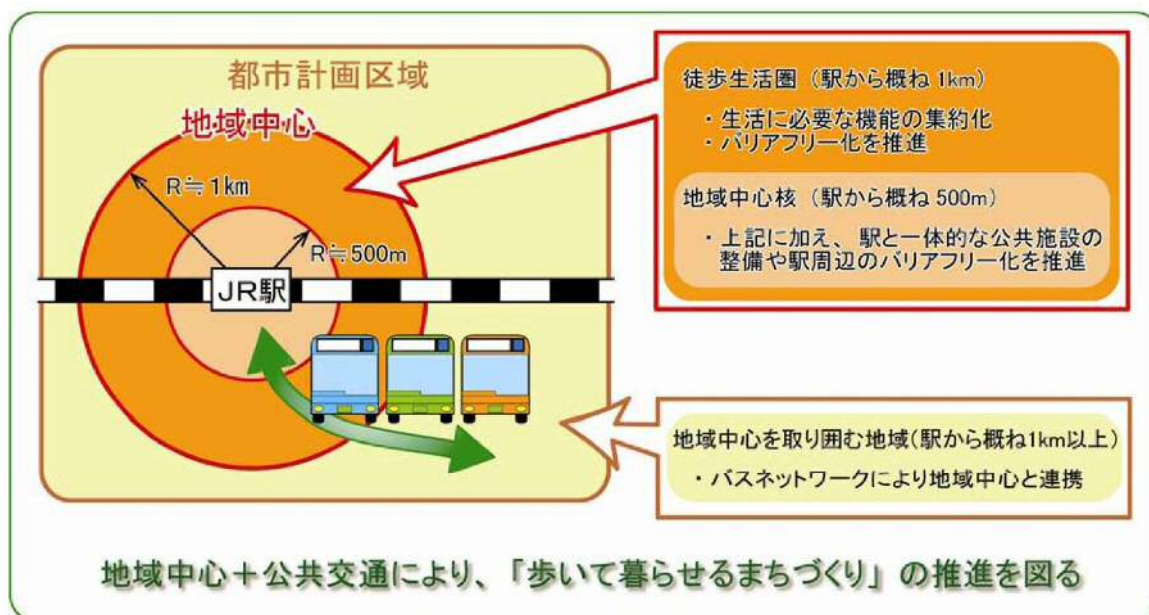 都市計画区域
地域中心
R≒1km
R≒500m
JR駅
徒歩生活圏（駅から概ね1km）
・生活に必要な機能の集約化
・バリアフリー化を推進
地域中心核（駅から概ね500m）
・上記に加え、駅と一体的な公共施設の
整備や駅周辺のバリアフリー化を推進
地域中心を取り囲む地域(駅から概ね1km以上)
・バスネットワークにより地域中心と連携
地域中心＋公共交通により、「歩いて暮らせるまちづくり」の推進を図る